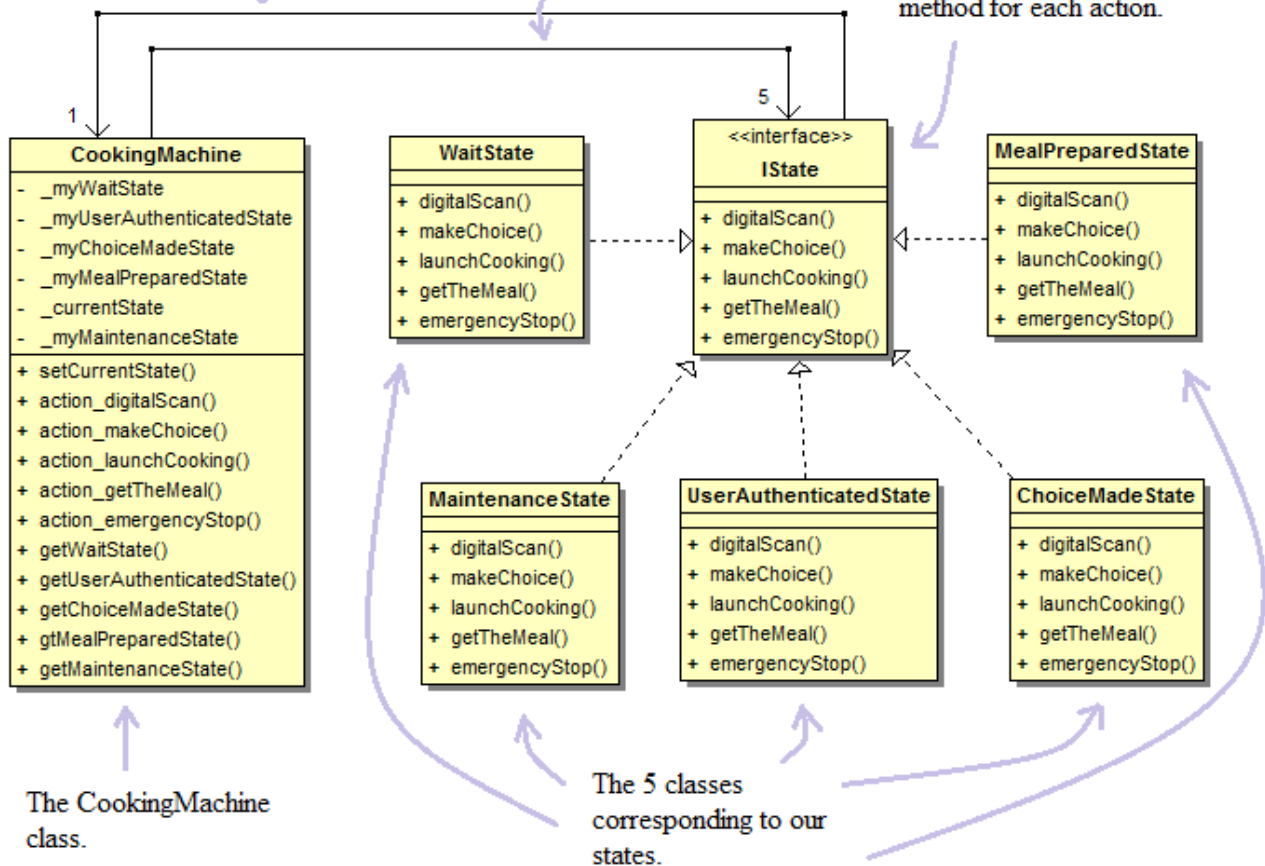 method for each action.
1
5
CookingMachine
- _myWaitState
- _myUserAuthenticatedState
- _myChoiceMadeState
- _myMealPreparedState
- _currentState
- _myMaintenanceState
+ setCurrentState()
+ action_digitalScan()
+ action_makeChoice()
+ action_launchCooking()
+ action_getTheMeal()
+ action_emergencyStop()
+ getWaitState()
+ getUserAuthenticatedState()
+ getChoiceMadeState()
+ gtMealPreparedState()
+ getMaintenanceState()
WaitState
+ digitalScan()
+ makeChoice()
+ launchCooking()
+ getTheMeal()
+ emergencyStop()
<<interface>>
IState
+ digitalScan()
+ makeChoice()
+ launchCooking()
+ getTheMeal()
+ emergencyStop()
MealPreparedState
+ digitalScan()
+ makeChoice()
+ launchCooking()
+ getTheMeal()
+ emergencyStop()
MaintenanceState
+ digitalScan()
+ makeChoice()
+ launchCooking()
+ getTheMeal()
+ emergencyStop()
UserAuthenticatedState
+ digitalScan()
+ makeChoice()
+ launchCooking()
+ getTheMeal()
+ emergencyStop()
ChoiceMadeState
+ digitalScan()
+ makeChoice()
+ launchCooking()
+ getTheMeal()
+ emergencyStop()
The CookingMachine
class.
The 5 classes
corresponding to our
states.